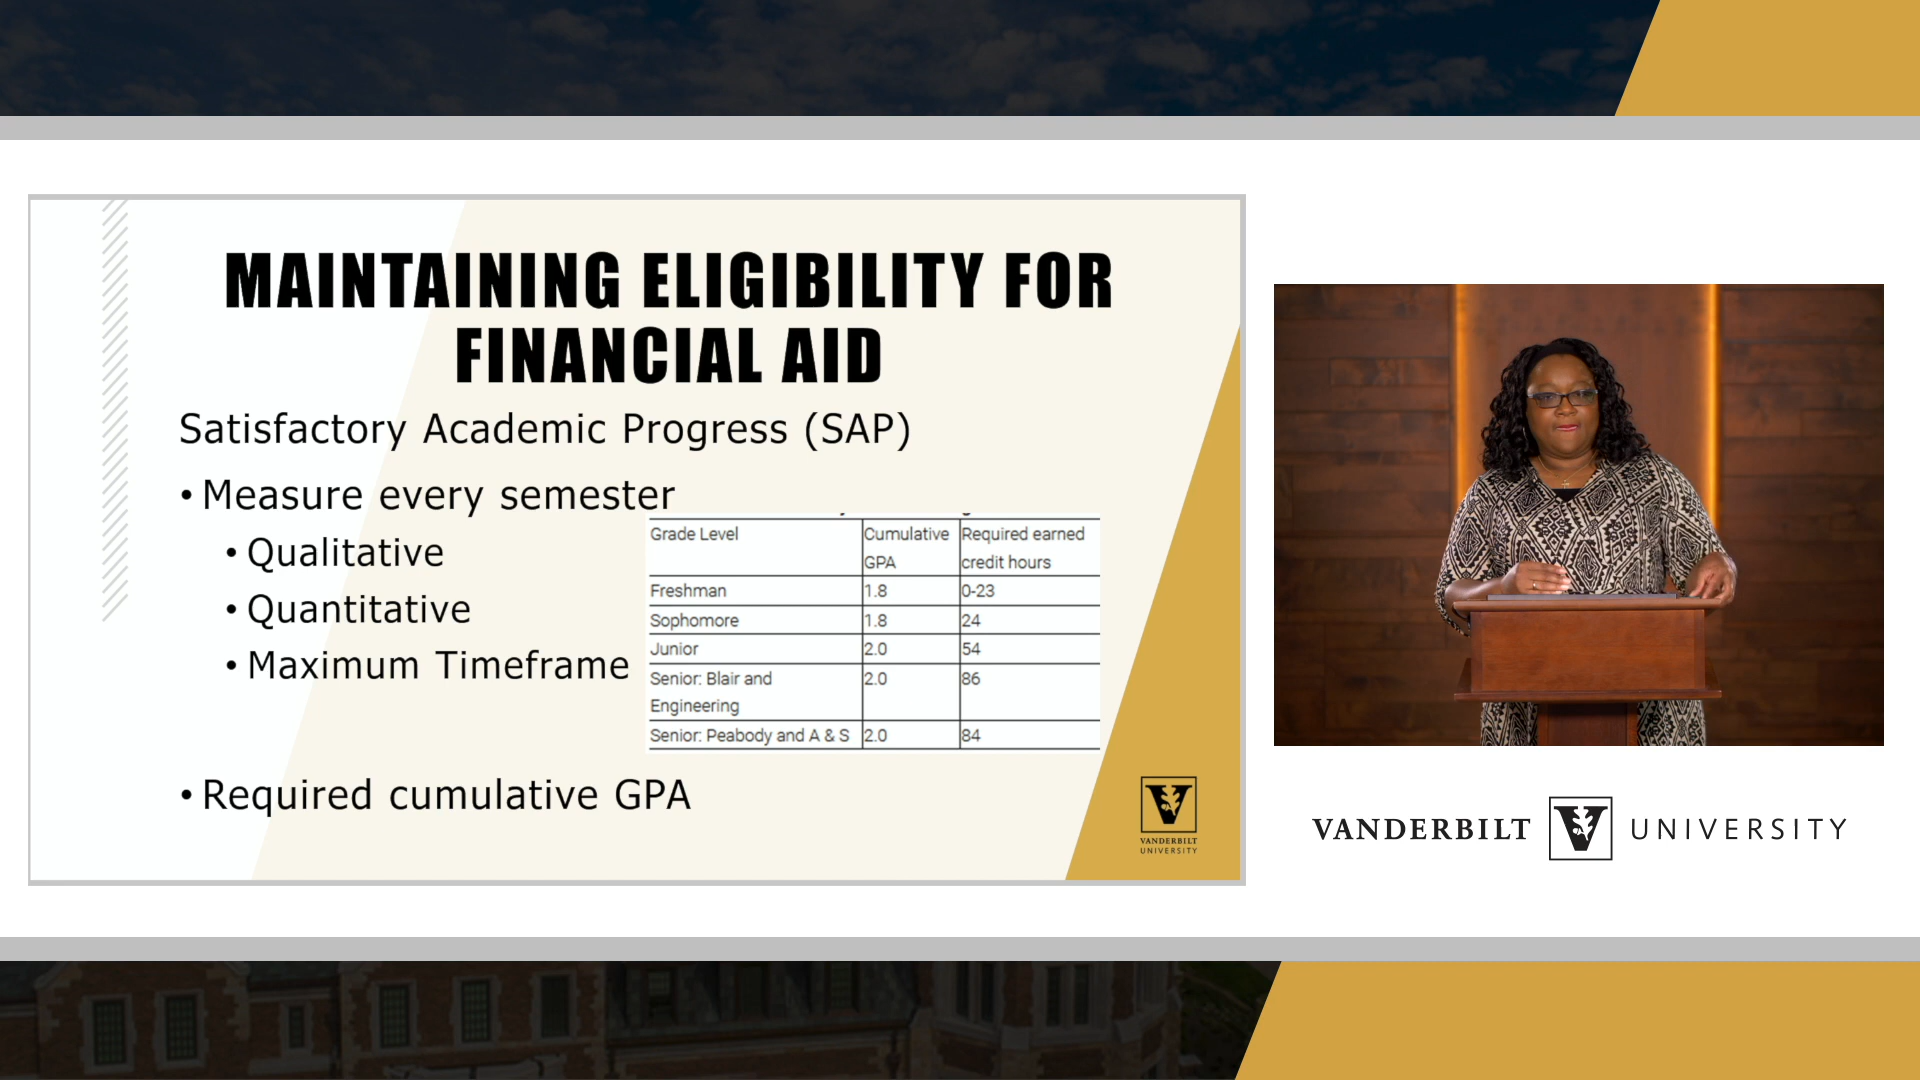 MAINTAINING ELIGIBILITY FOR
FINANCIAL AID
Satisfactory Academic Progress (SAP)
• Measure every semester
• Qualitative
• Quantitative
• Maximum Timeframe
Grade Level Cumulative GPA Required earned credit hours
Freshman 1.8 0-23
Sophomore 1.8 24
Junior 2.0 54
Senior: Blair and Engineering 2.0 86
Senior: Peabody and A & S 2.0 84
• Required cumulative GPA
V
VANDERBILT
UNIVERSITY
VANDERBILT V UNIVERSITY